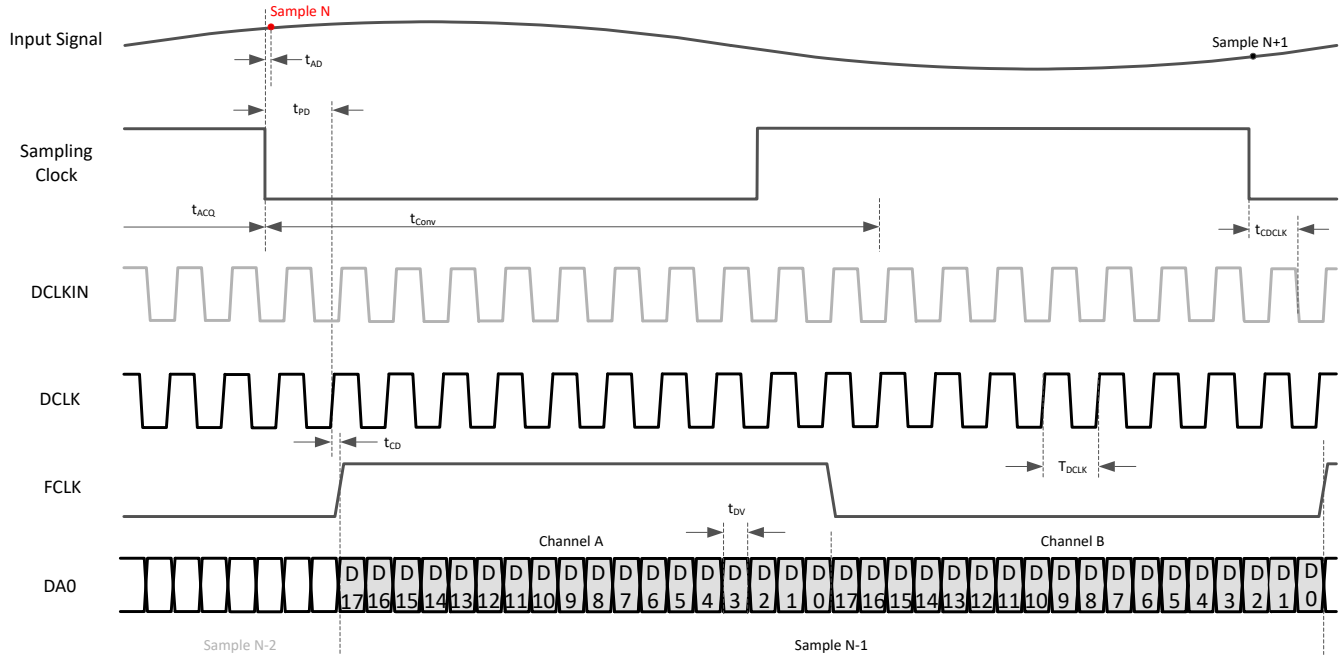 Sample N
Input Signal
Sample N+1
tAD
tPD
Sampling
Clock
tACQ
tConv
tCDCLK
DCLKIN
DCLK
tCD
TDCLK
FCLK
tDV
Channel A
Channel B
DA0
D D D D D D D D D D D D D D D D D D D D D D D D D D D D D D D D D D D D
17 16 15 14 13 12 11 10 9 8 7 6 5 4 3 2 1 0 17 16 15 14 13 12 11 10 9 8 7 6 5 4 3 2 1 0
Sample N-2
Sample N-1